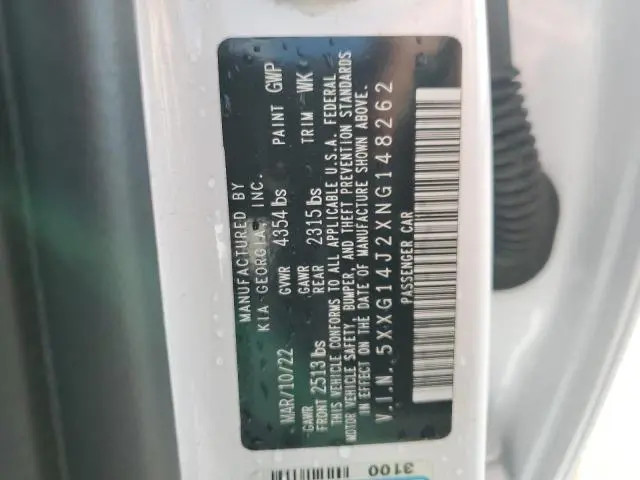 MANUFACTURED BY
KIA GEORGIA, INC.
MAR/10/22 GVWR 4354 lbs PAINT GWP
GAWR FRONT 2513 lbs GAWR REAR 2315 lbs TRIM WK
THIS VEHICLE CONFORMS TO ALL APPLICABLE U.S.A. FEDERAL
MOTOR VEHICLE SAFETY, BUMPER, AND THEFT PREVENTION STANDARDS
IN EFFECT ON THE DATE OF MANUFACTURE SHOWN ABOVE.
V.I.N. 5XXG14J2XNG148262
PASSENGER CAR
3100